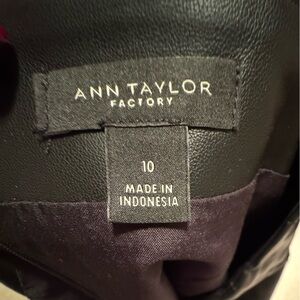 ANN TAYLOR
FACTORY
10
MADE IN
INDONESIA